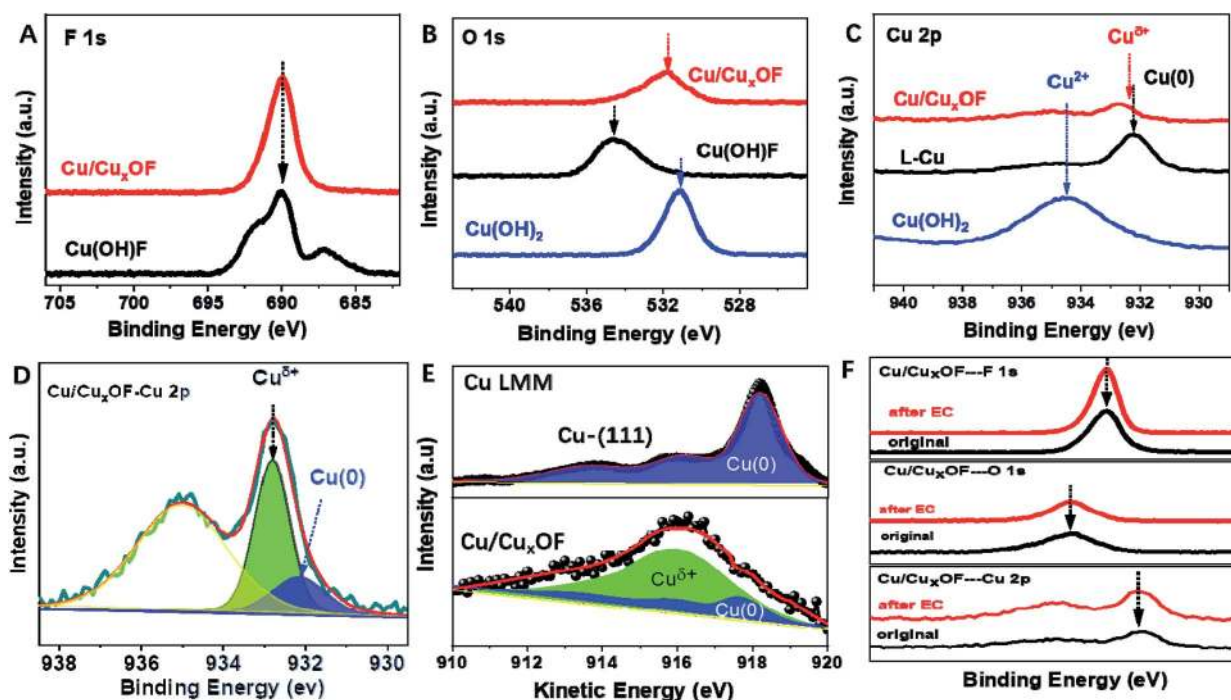 A
F 1s
Cu/CuₓOF
Cu(OH)F
Intensity (a.u.)
705 700 695 690 685
Binding Energy (eV)
B
O 1s
Cu/CuₓOF
Cu(OH)F
Cu(OH)₂
Intensity (a.u.)
540 534 531 528
Binding Energy (eV)
C
Cu 2p
Cuᵟ⁺
Cu²⁺
Cu(0)
Cu/CuₓOF
L-Cu
Cu(OH)₂
Intensity (a.u.)
940 938 936 934 932 930
Binding Energy (ev)
D
Cu/CuₓOF-Cu 2p
Cuᵟ⁺
Cu(0)
Intensity (a.u.)
938 936 934 932 930
Binding Energy (ev)
E
Cu LMM
Cu-(111)
Cu(0)
Cu/CuₓOF
Cuᵟ⁺
Cu(0)
Intensity (a.u)
910 912 914 916 918 920
Kinetic Energy (eV)
F
Cu/CuₓOF---F 1s
after EC
original
Cu/CuₓOF---O 1s
after EC
original
Cu/CuₓOF---Cu 2p
after EC
original
Intensity (a.u.)
Binding Energy (eV)